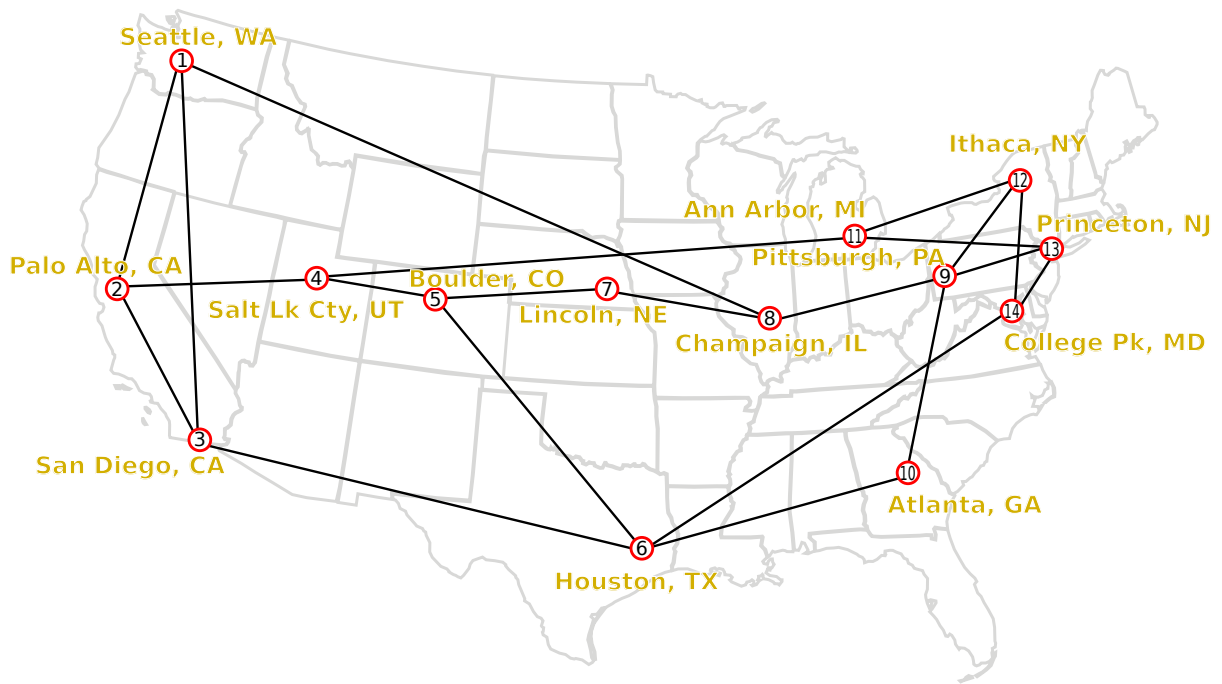 Seattle, WA
1
Ithaca, NY
12
Ann Arbor, MI
Princeton, NJ
11
13
Pittsburgh, PA
Palo Alto, CA
9
4
Boulder, CO
2
7
5
Salt Lk Cty, UT
Lincoln, NE
8
14
Champaign, IL
College Pk, MD
3
San Diego, CA
10
Atlanta, GA
6
Houston, TX